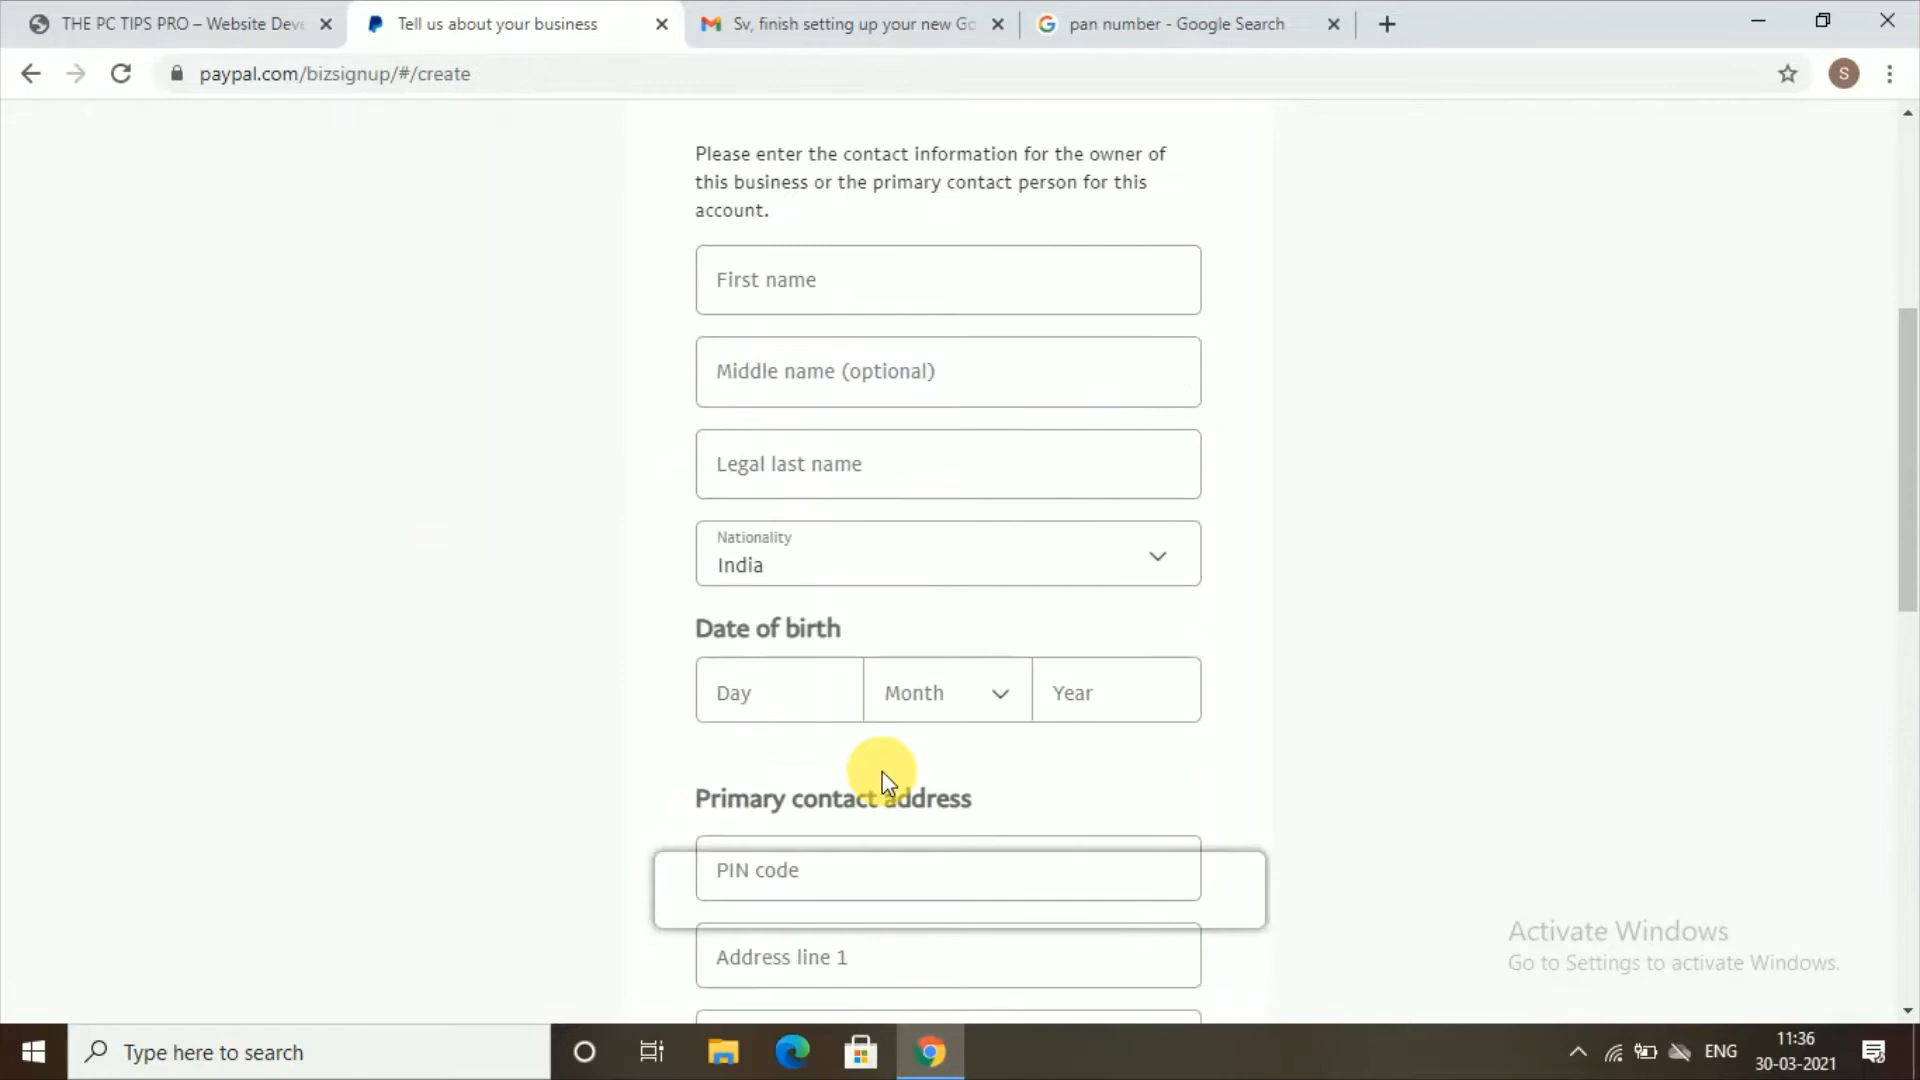 THE PC TIPS PRO – Website Deve
Tell us about your business
Sv, finish setting up your new Go
pan number - Google Search
paypal.com/bizsignup/#/create
S
Please enter the contact information for the owner of
this business or the primary contact person for this
account.
First name
Middle name (optional)
Legal last name
Nationality
India
Date of birth
Day
Month
Year
Primary contact address
PIN code
Address line 1
Activate Windows
Go to Settings to activate Windows.
Type here to search
ENG
11:36
30-03-2021